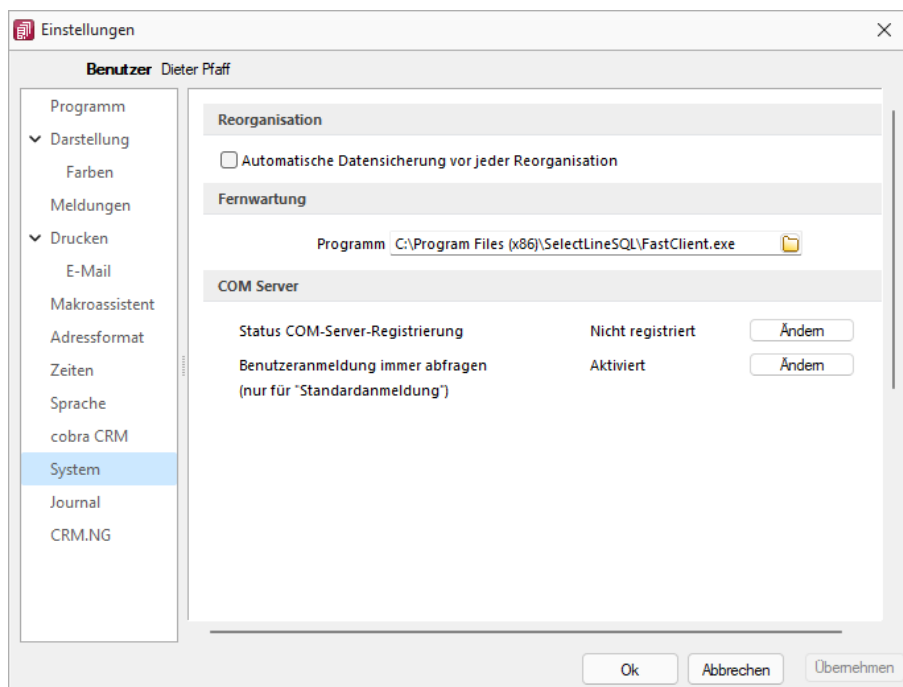 Einstellungen
Benutzer Dieter Pfaff
Programm
Darstellung
Farben
Meldungen
Drucken
E-Mail
Makroassistent
Adressformat
Zeiten
Sprache
cobra CRM
System
Journal
CRM.NG
Reorganisation
Automatische Datensicherung vor jeder Reorganisation
Fernwartung
Programm C:\Program Files (x86)\SelectLineSQL\FastClient.exe
COM Server
Status COM-Server-Registrierung Nicht registriert Ändern
Benutzeranmeldung immer abfragen Aktiviert Ändern
(nur für "Standardanmeldung")
Ok Abbrechen Übernehmen